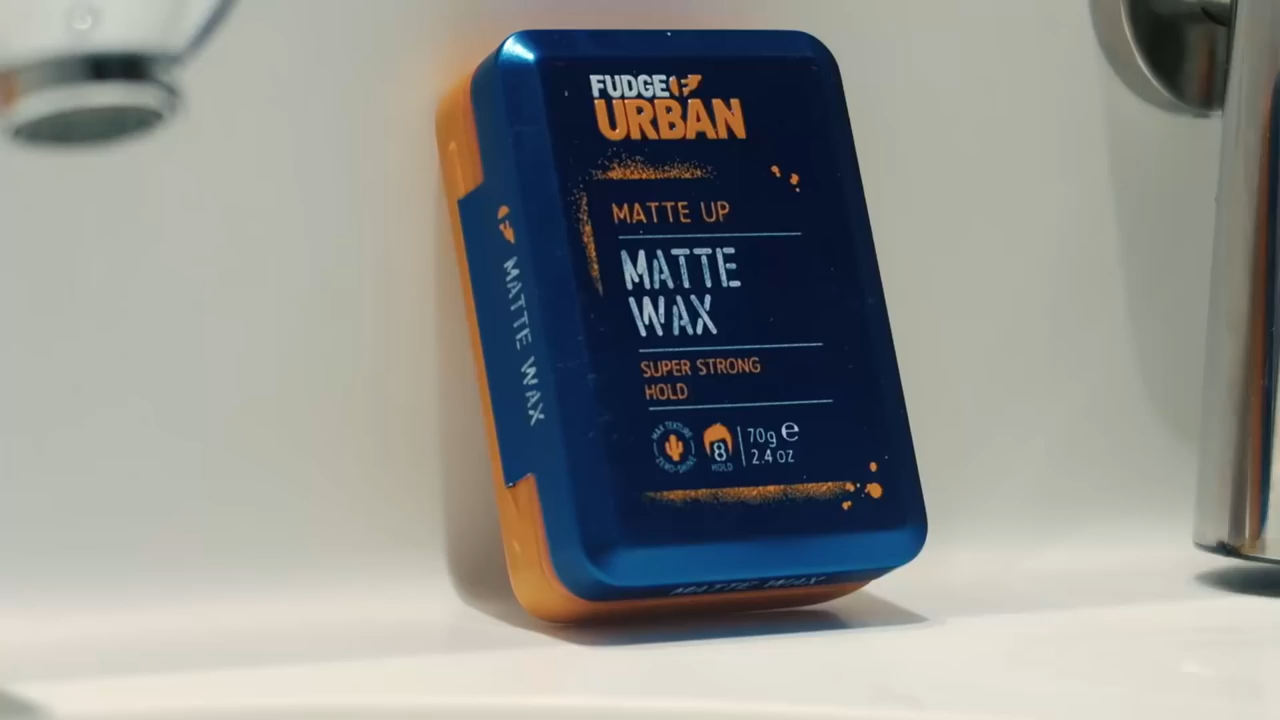 FUDGE
URBAN
MATTE UP
MATTE
WAX
SUPER STRONG
HOLD
MAX TEXTURE
ZERO-SHINE
8
HOLD
70g e
2.4 oz
MATTE WAX
MATTE WAX